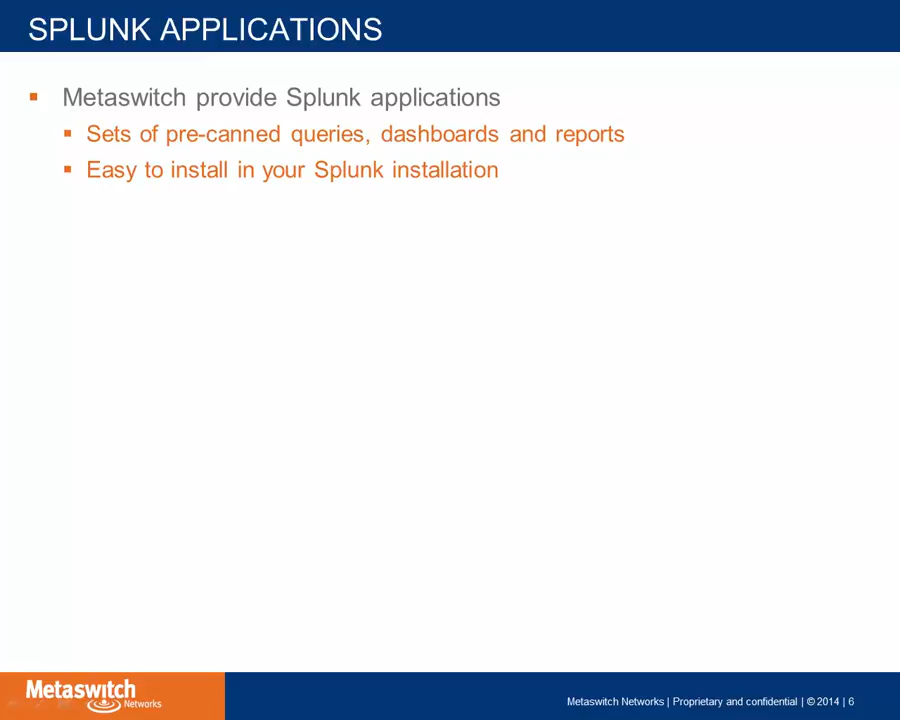 SPLUNK APPLICATIONS
▪ Metaswitch provide Splunk applications
▪ Sets of pre-canned queries, dashboards and reports
▪ Easy to install in your Splunk installation
Metaswitch
Networks
Metaswitch Networks | Proprietary and confidential | © 2014 | 6